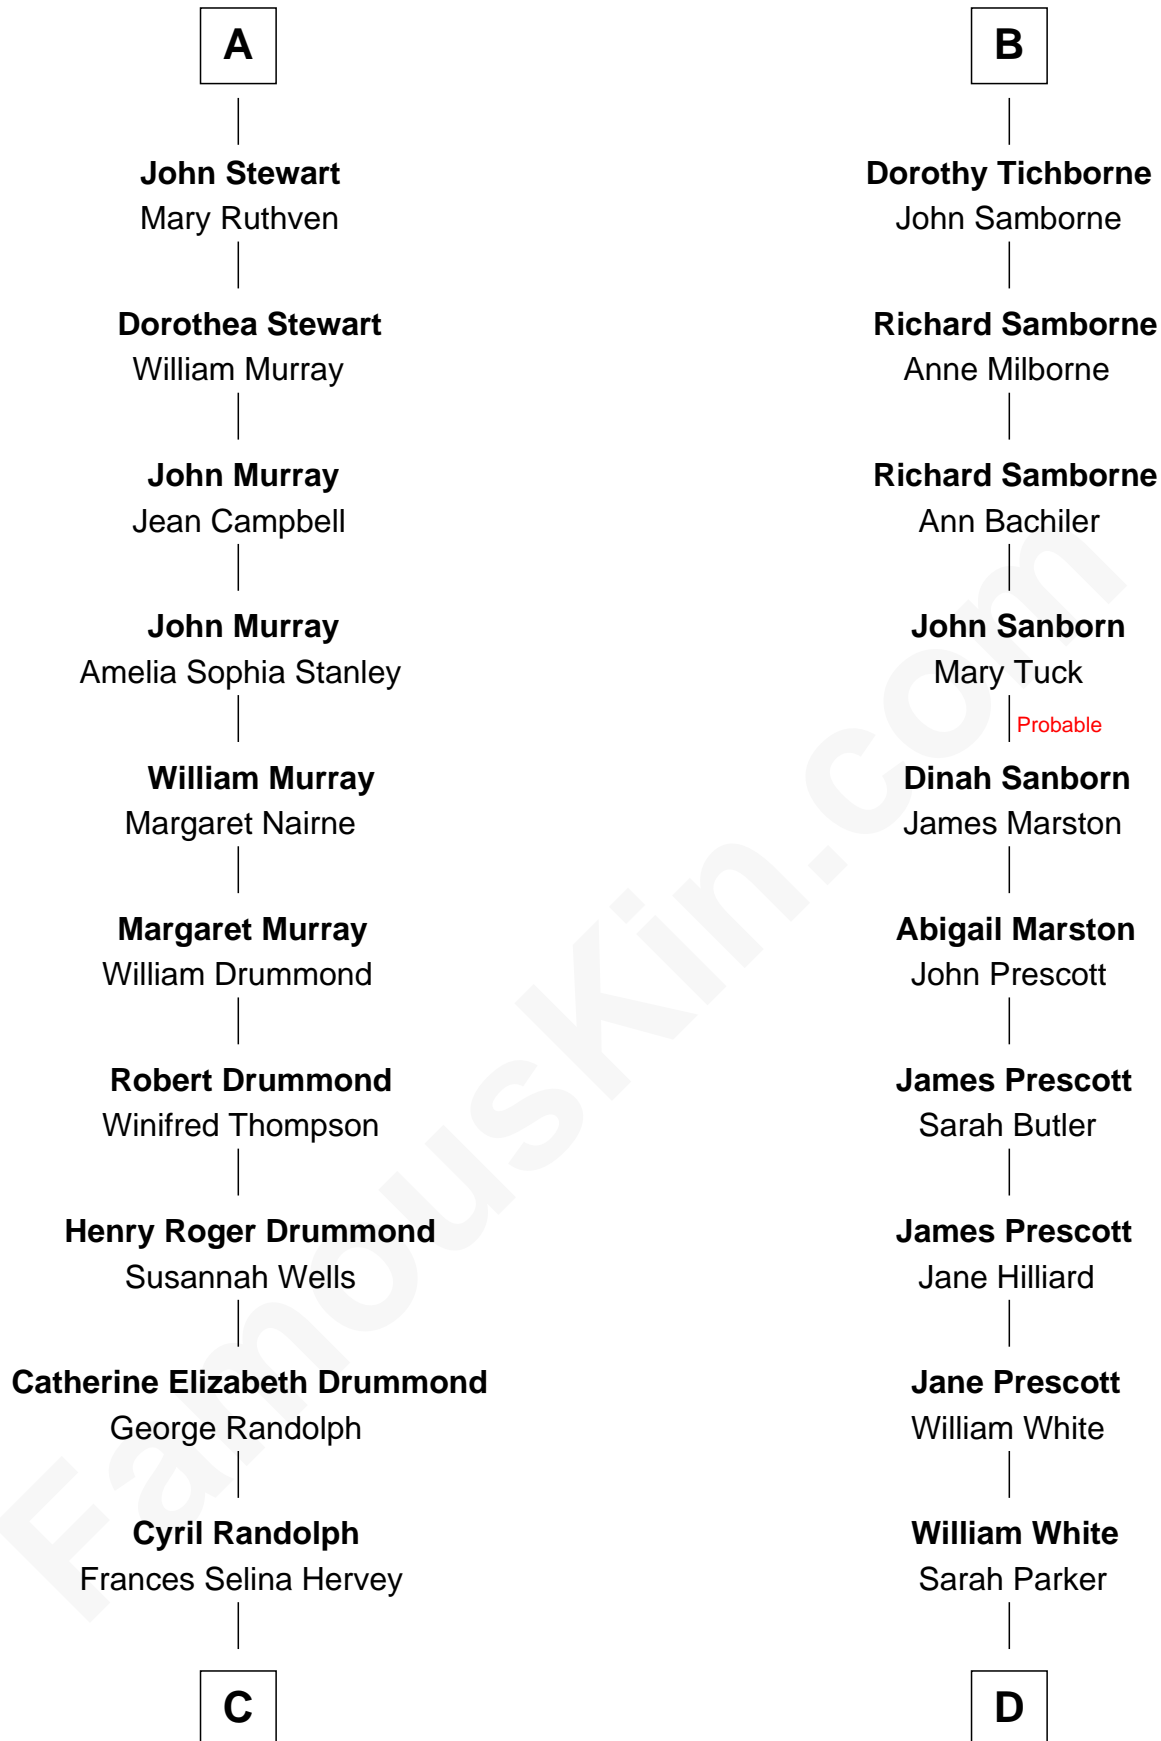 A
John Stewart
Mary Ruthven
Dorothea Stewart
William Murray
John Murray
Jean Campbell
John Murray
Amelia Sophia Stanley
William Murray
Margaret Nairne
Margaret Murray
William Drummond
Robert Drummond
Winifred Thompson
Henry Roger Drummond
Susannah Wells
Catherine Elizabeth Drummond
George Randolph
Cyril Randolph
Frances Selina Hervey
C
B
Dorothy Tichborne
John Samborne
Richard Samborne
Anne Milborne
Richard Samborne
Ann Bachiler
John Sanborn
Mary Tuck
Probable
Dinah Sanborn
James Marston
Abigail Marston
John Prescott
James Prescott
Sarah Butler
James Prescott
Jane Hilliard
Jane Prescott
William White
William White
Sarah Parker
D
FamousKin.com